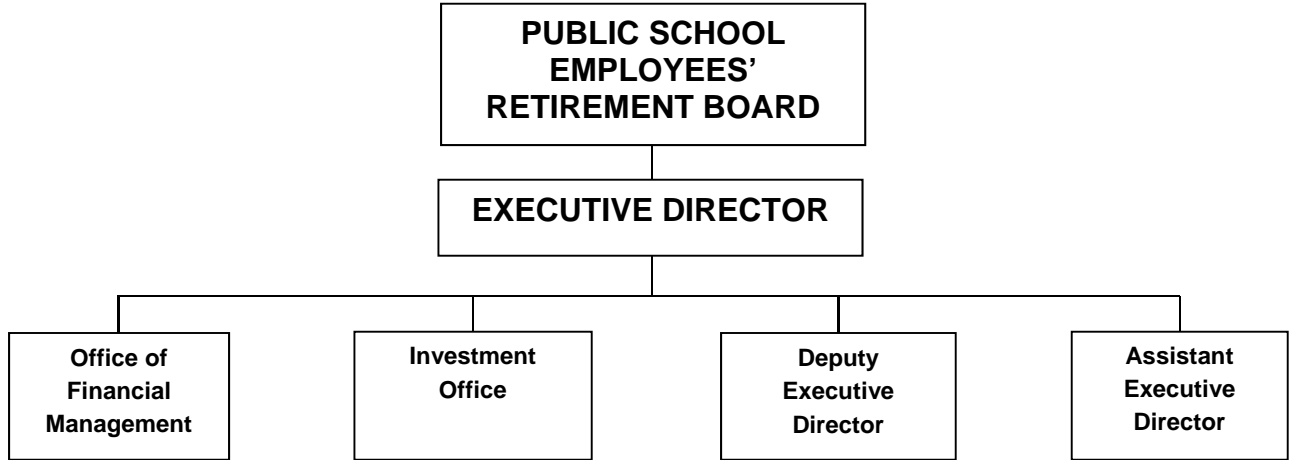 PUBLIC SCHOOL
EMPLOYEES’
RETIREMENT BOARD
EXECUTIVE DIRECTOR
Office of
Financial
Management
Investment
Office
Deputy
Executive
Director
Assistant
Executive
Director